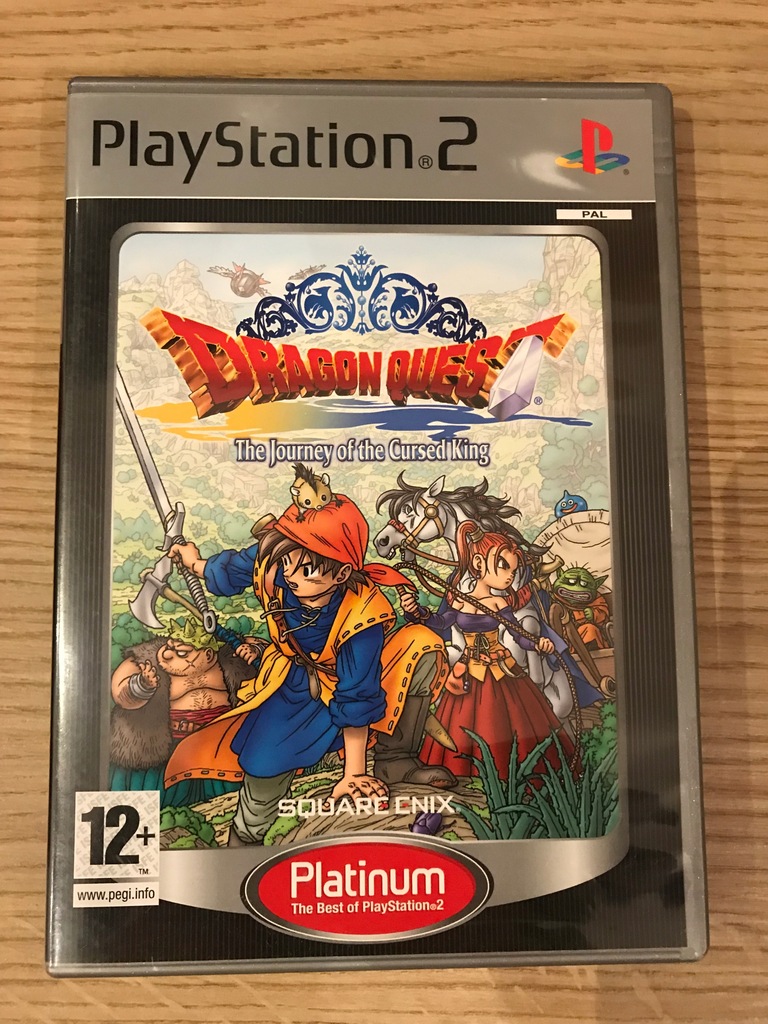 PlayStation®2
PAL
DRAGON QUEST®
The Journey of the Cursed King
SQUARE ENIX
12+
TM
www.pegi.info
Platinum
The Best of PlayStation®2